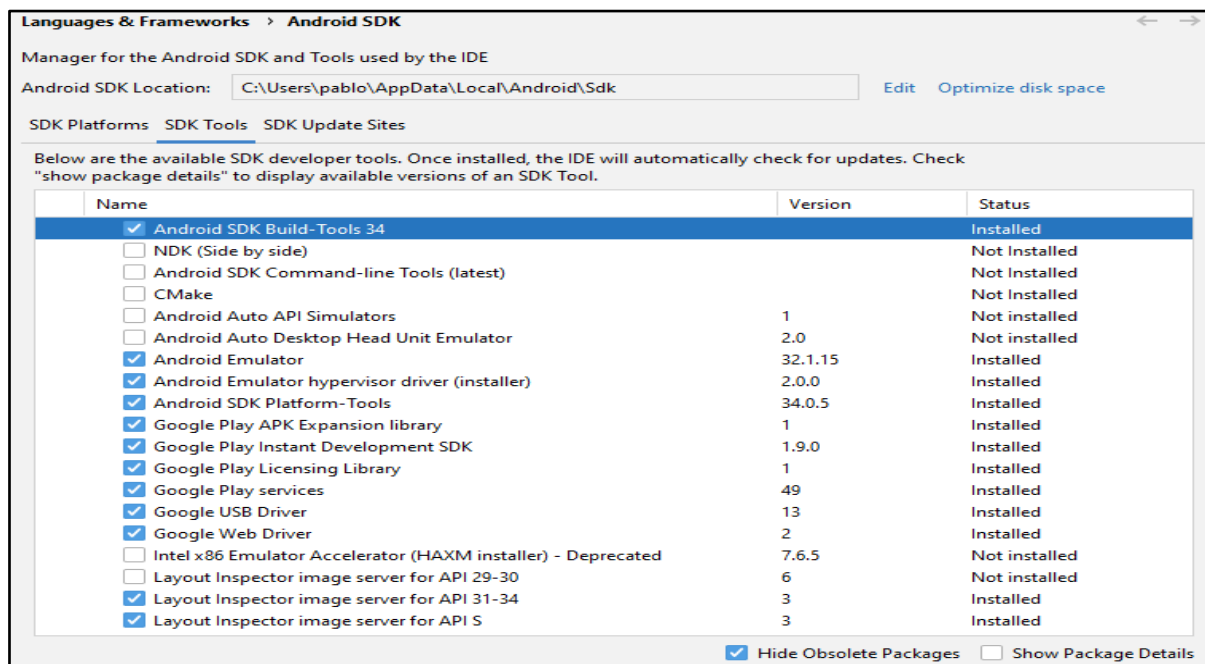 Languages & Frameworks › Android SDK
Manager for the Android SDK and Tools used by the IDE
Android SDK Location: C:\Users\pablo\AppData\Local\Android\Sdk Edit Optimize disk space
SDK Platforms SDK Tools SDK Update Sites
Below are the available SDK developer tools. Once installed, the IDE will automatically check for updates. Check
"show package details" to display available versions of an SDK Tool.
Name Version Status
Android SDK Build-Tools 34 Installed
NDK (Side by side) Not Installed
Android SDK Command-line Tools (latest) Not Installed
CMake Not Installed
Android Auto API Simulators 1 Not installed
Android Auto Desktop Head Unit Emulator 2.0 Not installed
Android Emulator 32.1.15 Installed
Android Emulator hypervisor driver (installer) 2.0.0 Installed
Android SDK Platform-Tools 34.0.5 Installed
Google Play APK Expansion library 1 Installed
Google Play Instant Development SDK 1.9.0 Installed
Google Play Licensing Library 1 Installed
Google Play services 49 Installed
Google USB Driver 13 Installed
Google Web Driver 2 Installed
Intel x86 Emulator Accelerator (HAXM installer) - Deprecated 7.6.5 Not installed
Layout Inspector image server for API 29-30 6 Not installed
Layout Inspector image server for API 31-34 3 Installed
Layout Inspector image server for API S 3 Installed
Hide Obsolete Packages Show Package Details